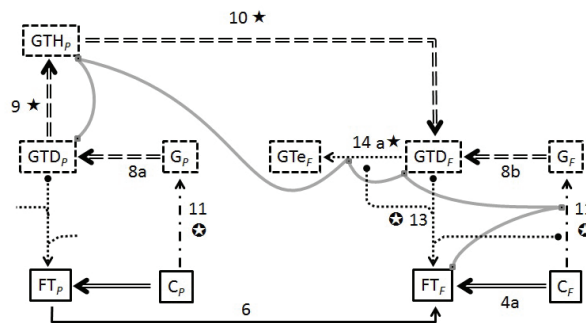 10 ★
GTH_P
9 ★
14 a ★
GTD_P
G_P
GTe_F
GTD_F
G_F
8a
8b
11
✪
✪ 13
✪
FT_P
C_P
FT_F
C_F
4a
6